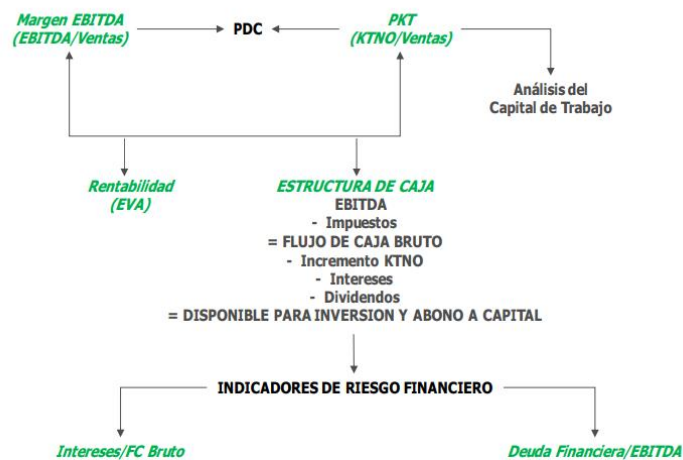 Margen EBITDA
(EBITDA/Ventas)
PDC
PKT
(KTNO/Ventas)
Análisis del
Capital de Trabajo
Rentabilidad
(EVA)
ESTRUCTURA DE CAJA
EBITDA
- Impuestos
= FLUJO DE CAJA BRUTO
- Incremento KTNO
- Intereses
- Dividendos
= DISPONIBLE PARA INVERSION Y ABONO A CAPITAL
INDICADORES DE RIESGO FINANCIERO
Intereses/FC Bruto
Deuda Financiera/EBITDA